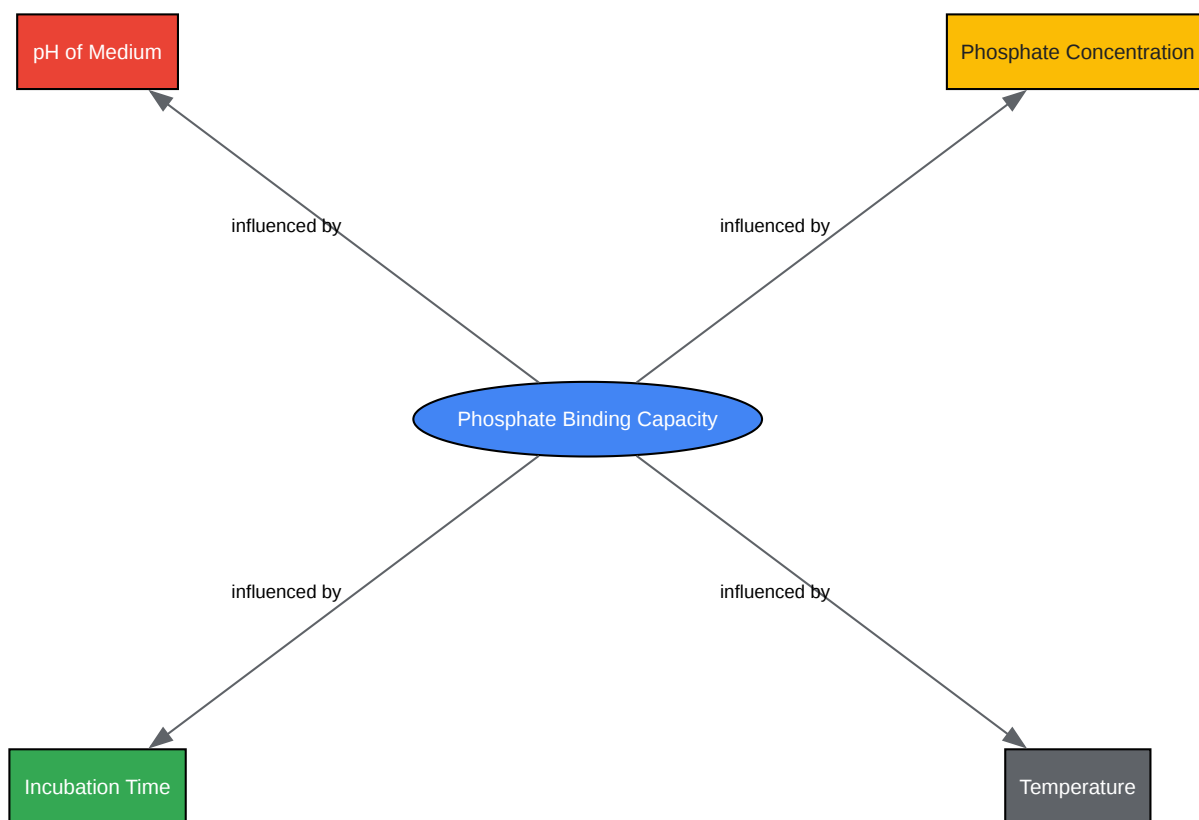 pH of Medium
Phosphate Concentration
influenced by
influenced by
Phosphate Binding Capacity
influenced by
influenced by
Incubation Time
Temperature